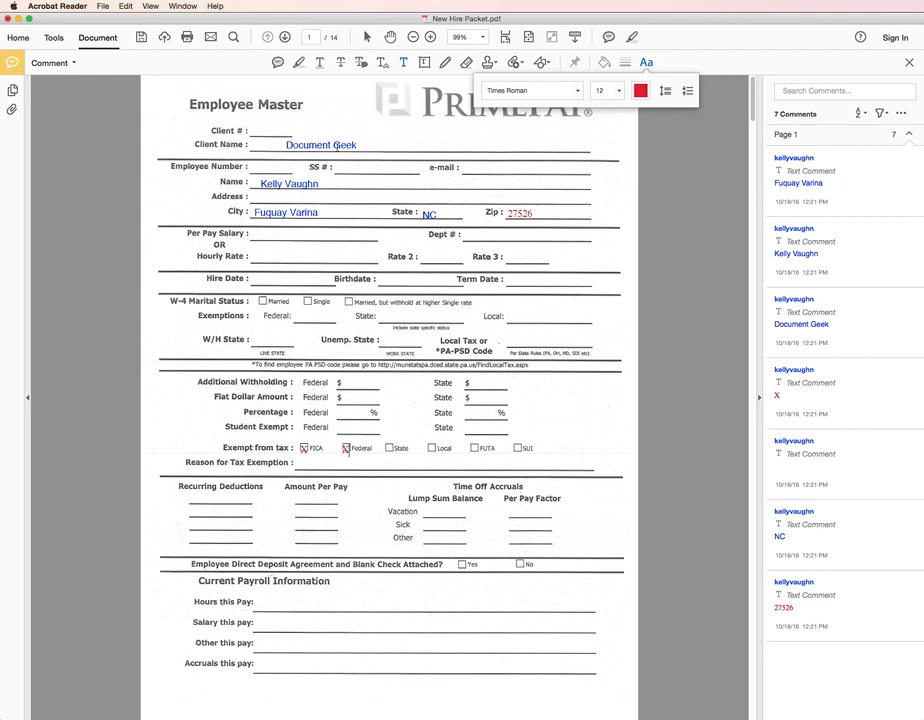 Acrobat Reader File Edit View Window Help
New Hire Packet.pdf
Home Tools Document 1 / 14 99% Sign In
Comment Aa
Times Roman 12
Search Comments...
7 Comments
Page 1 7
kellyvaughn
Text Comment
Fuquay Varina
10/18/16 12:21 PM
kellyvaughn
Text Comment
Kelly Vaughn
10/18/16 12:21 PM
kellyvaughn
Text Comment
Document Geek
10/18/16 12:21 PM
kellyvaughn
Text Comment
X
10/18/16 12:21 PM
kellyvaughn
Text Comment
10/18/16 12:21 PM
kellyvaughn
Text Comment
NC
10/18/16 12:21 PM
kellyvaughn
Text Comment
27526
10/18/16 12:21 PM
Employee Master
Client # :
Client Name : Document Geek
Employee Number : SS # : e-mail :
Name : Kelly Vaughn
Address :
City : Fuquay Varina State : NC Zip : 27526
Per Pay Salary : Dept # :
OR
Hourly Rate : Rate 2 : Rate 3 :
Hire Date : Birthdate : Term Date :
W-4 Marital Status : Married Single Married, but withhold at higher Single rate
Exemptions : Federal: State: Local:
Include state specific status
W/H State : Unemp. State : Local Tax or
*PA-PSD Code
LIVE STATE WORK STATE Per State Rules (PA, OH, MD, SDI etc)
*To find employee PA PSD code please go to http://munstatspa.dced.state.pa.us/FindLocalTax.aspx
Additional Withholding : Federal $ State $
Flat Dollar Amount : Federal $ State $
Percentage : Federal % State %
Student Exempt : Federal State
Exempt from tax : X FICA X Federal State Local FUTA SUI
Reason for Tax Exemption :
Recurring Deductions Amount Per Pay Time Off Accruals
Lump Sum Balance Per Pay Factor
Vacation
Sick
Other
Employee Direct Deposit Agreement and Blank Check Attached? Yes No
Current Payroll Information
Hours this Pay:
Salary this pay:
Other this pay:
Accruals this pay: